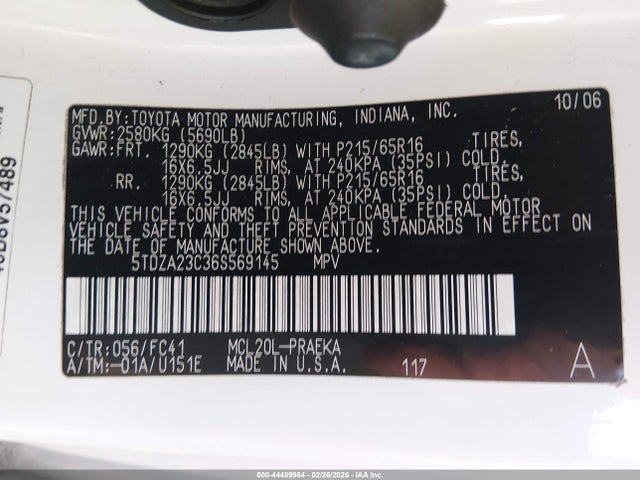 MFD.BY:TOYOTA MOTOR MANUFACTURING, INDIANA, INC. 10/06
GVWR:2580KG (5690LB)
GAWR:FRT. 1290KG (2845LB) WITH P215/65R16 TIRES,
16X6.5JJ RIMS, AT 240KPA (35PSI) COLD.
RR. 1290KG (2845LB) WITH P215/65R16 TIRES,
16X6.5JJ RIMS, AT 240KPA (35PSI) COLD.
THIS VEHICLE CONFORMS TO ALL APPLICABLE FEDERAL MOTOR
VEHICLE SAFETY AND THEFT PREVENTION STANDARDS IN EFFECT ON
THE DATE OF MANUFACTURE SHOWN ABOVE.
5TDZA23C36S569145 MPV
C/TR:056/FC41 MCL20L-PRAEKA
A/TM:-01A/U151E MADE IN U.S.A. 117 A
000-44489964 - 02/26/2026 - IAA Inc.